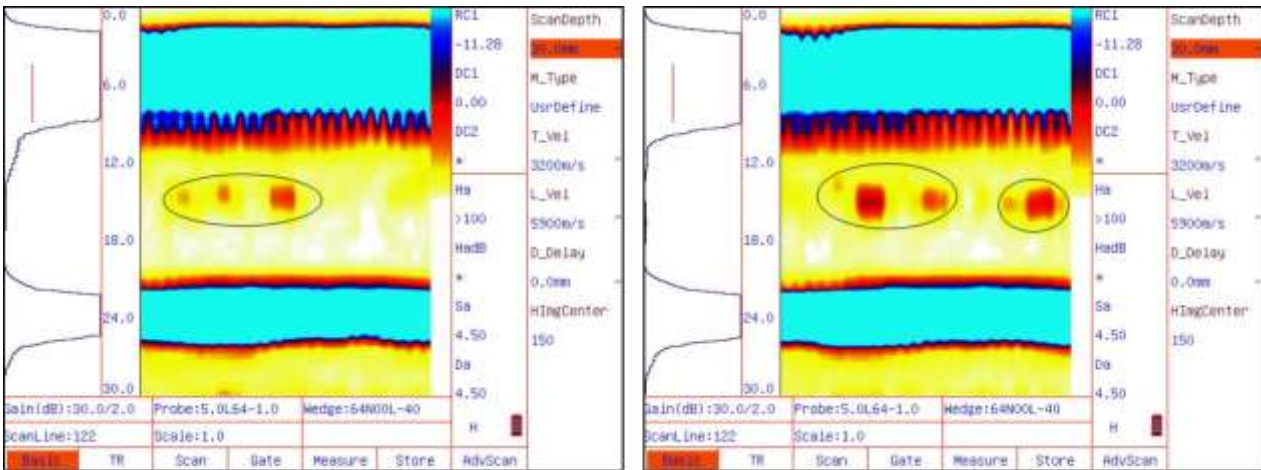 0.0
6.0
12.0
18.0
24.0
30.0
RC1
-11.28
DC1
0.00
DC2
*
Ha
>100
HadB
*
Sa
4.50
Da
4.50
ScanDepth
30.0mm
M_Type
UsrDefine
T_Vel
3200m/s
L_Vel
5900m/s
D_Delay
0.0mm
HImgCenter
150
Gain(dB):30.0/2.0 Probe:5.0L64-1.0 Wedge:64N00L-40
H
ScanLine:122 Scale:1.0
Basic TR Scan Gate Measure Store AdvScan
0.0
6.0
12.0
18.0
24.0
30.0
RC1
-11.28
DC1
0.00
DC2
*
Ha
>100
HadB
*
Sa
4.50
Da
4.50
ScanDepth
30.0mm
M_Type
UsrDefine
T_Vel
3200m/s
L_Vel
5900m/s
D_Delay
0.0mm
HImgCenter
150
Gain(dB):30.0/2.0 Probe:5.0L64-1.0 Wedge:64N00L-40
H
ScanLine:122 Scale:1.0
Basic TR Scan Gate Measure Store AdvScan